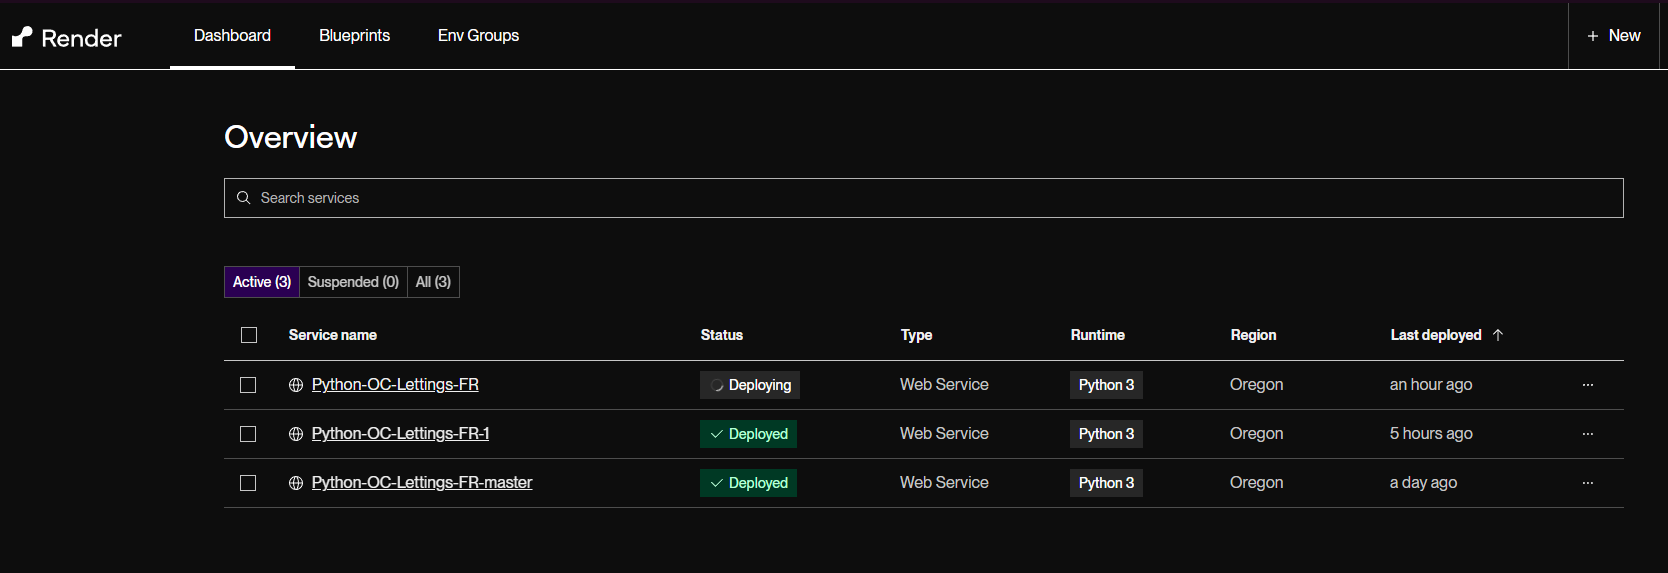 Render Dashboard Blueprints Env Groups + New
Overview
Search services
Active (3) Suspended (0) All (3)
Service name Status Type Runtime Region Last deployed ↑
Python-OC-Lettings-FR Deploying Web Service Python 3 Oregon an hour ago ...
Python-OC-Lettings-FR-1 Deployed Web Service Python 3 Oregon 5 hours ago ...
Python-OC-Lettings-FR-master Deployed Web Service Python 3 Oregon a day ago ...